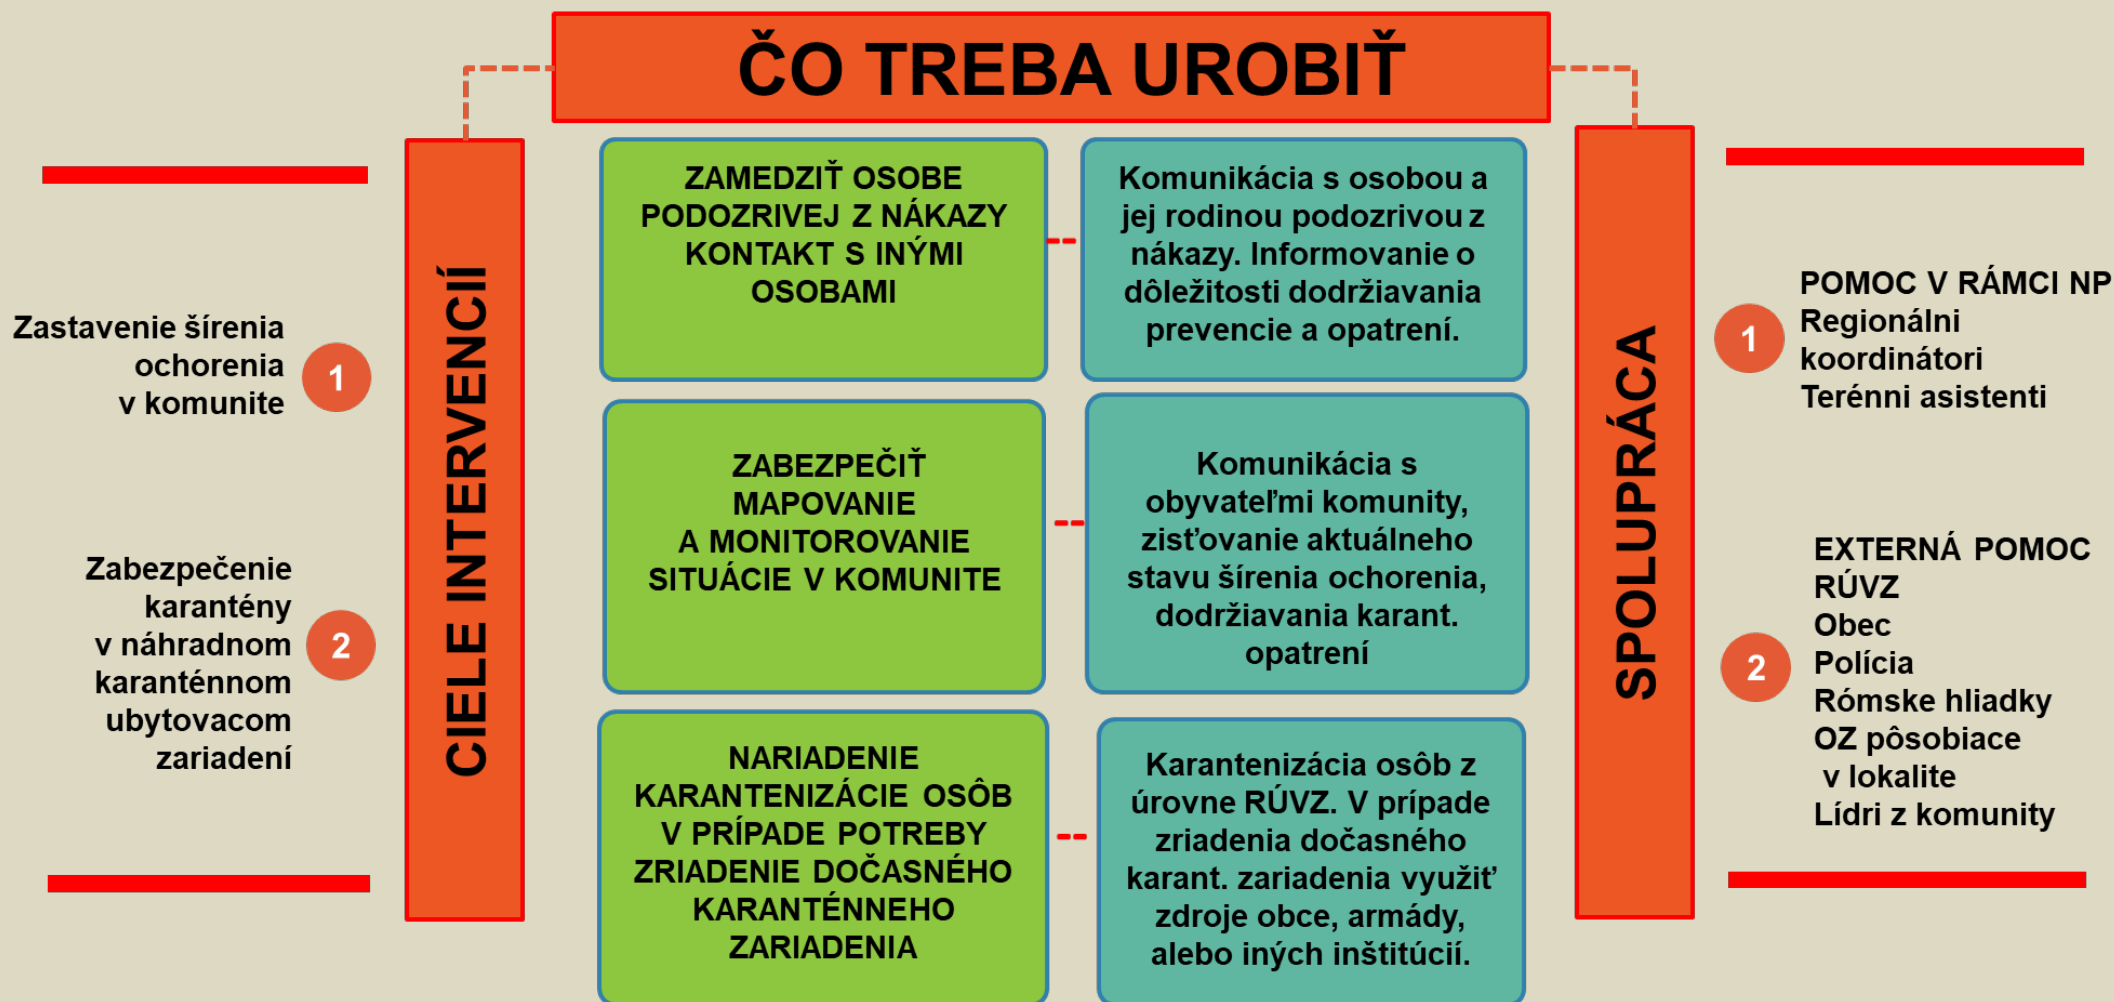 ČO TREBA UROBIŤ
CIELE INTERVENCIÍ
Zastavenie šírenia
ochorenia
v komunite
1
Zabezpečenie
karantény
v náhradnom
karanténnom
ubytovacom
zariadení
2
ZAMEDZIŤ OSOBE
PODOZRIVEJ Z NÁKAZY
KONTAKT S INÝMI
OSOBAMI
Komunikácia s osobou a
jej rodinou podozrivou z
nákazy. Informovanie o
dôležitosti dodržiavania
prevencie a opatrení.
ZABEZPEČIŤ
MAPOVANIE
A MONITOROVANIE
SITUÁCIE V KOMUNITE
Komunikácia s
obyvateľmi komunity,
zisťovanie aktuálneho
stavu šírenia ochorenia,
dodržiavania karant.
opatrení
NARIADENIE
KARANTENIZÁCIE OSÔB
V PRÍPADE POTREBY
ZRIADENIE DOČASNÉHO
KARANTÉNNEHO
ZARIADENIA
Karantenizácia osôb z
úrovne RÚVZ. V prípade
zriadenia dočasného
karant. zariadenia využiť
zdroje obce, armády,
alebo iných inštitúcií.
SPOLUPRÁCA
1
POMOC V RÁMCI NP
Regionálni
koordinátori
Terénni asistenti
2
EXTERNÁ POMOC
RÚVZ
Obec
Polícia
Rómske hliadky
OZ pôsobiace
v lokalite
Lídri z komunity